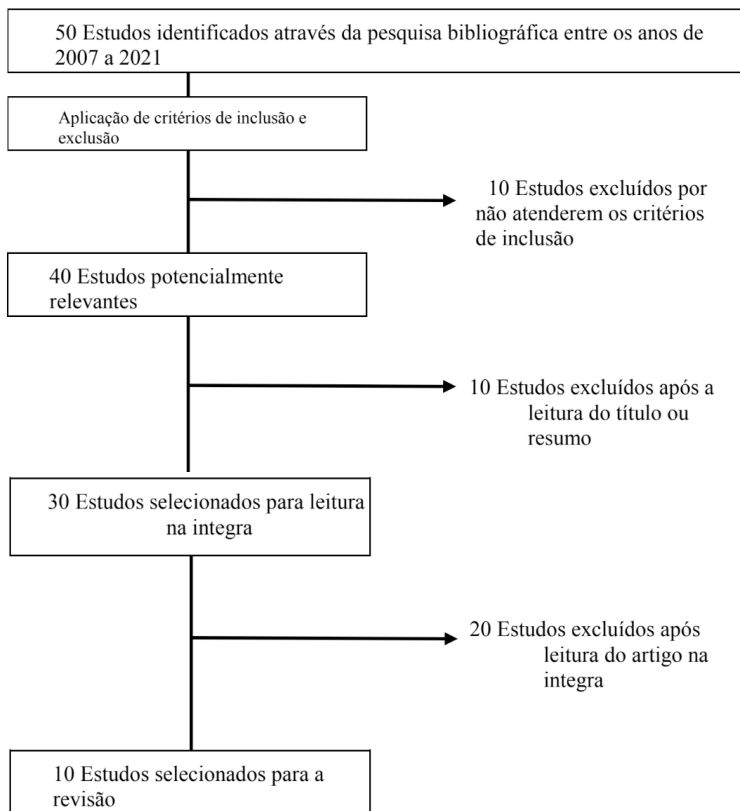 50 Estudos identificados através da pesquisa bibliográfica entre os anos de
2007 a 2021
Aplicação de critérios de inclusão e
exclusão
10 Estudos excluídos por
não atenderem os critérios
de inclusão
40 Estudos potencialmente
relevantes
10 Estudos excluídos após a
leitura do título ou
resumo
30 Estudos selecionados para leitura
na integra
20 Estudos excluídos após
leitura do artigo na
integra
10 Estudos selecionados para a
revisão